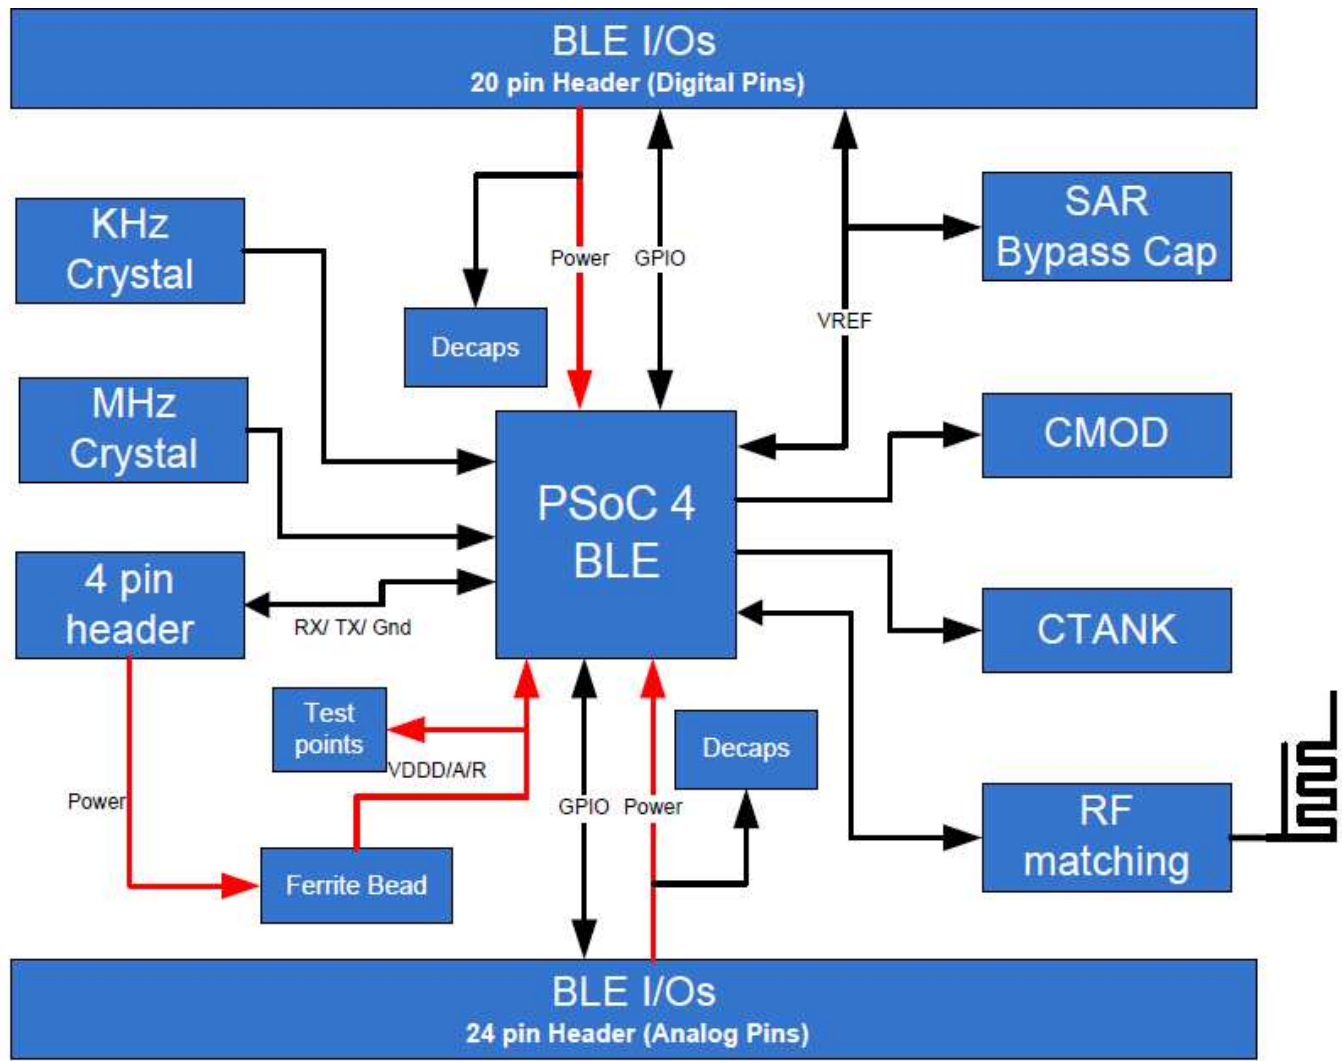 BLE I/Os
20 pin Header (Digital Pins)
KHz
Crystal
SAR
Bypass Cap
Power
GPIO
VREF
Decaps
MHz
Crystal
CMOD
PSoC 4
BLE
4 pin
header
RX/ TX/ Gnd
CTANK
Test
points
Decaps
VDDD/A/R
Power
GPIO
Power
RF
matching
Ferrite Bead
BLE I/Os
24 pin Header (Analog Pins)